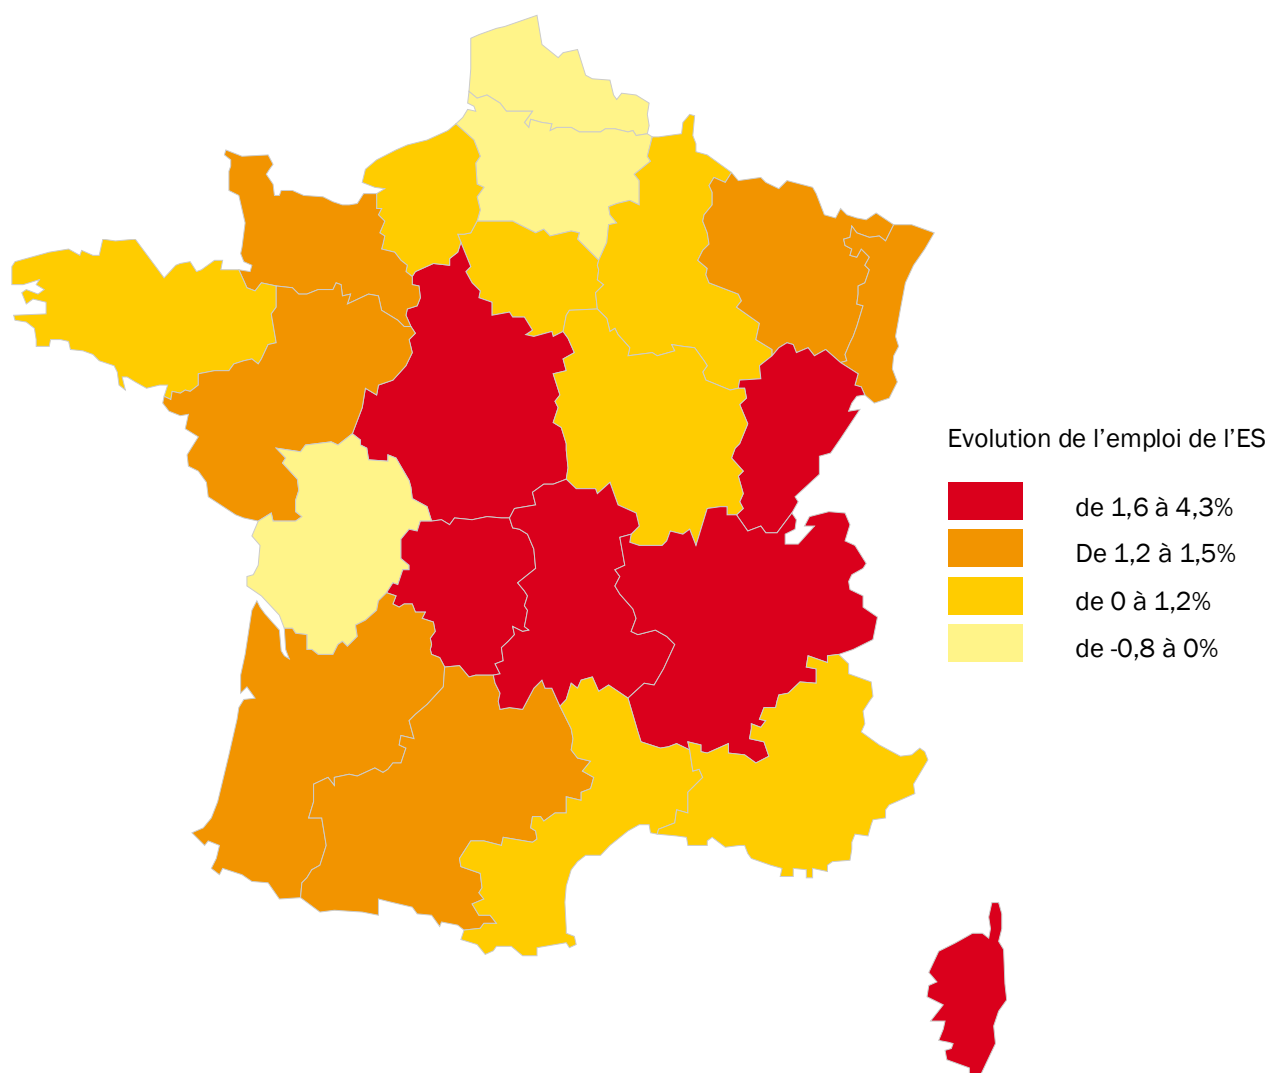 Evolution de l’emploi de l’ES
de 1,6 à 4,3%
De 1,2 à 1,5%
de 0 à 1,2%
de -0,8 à 0%